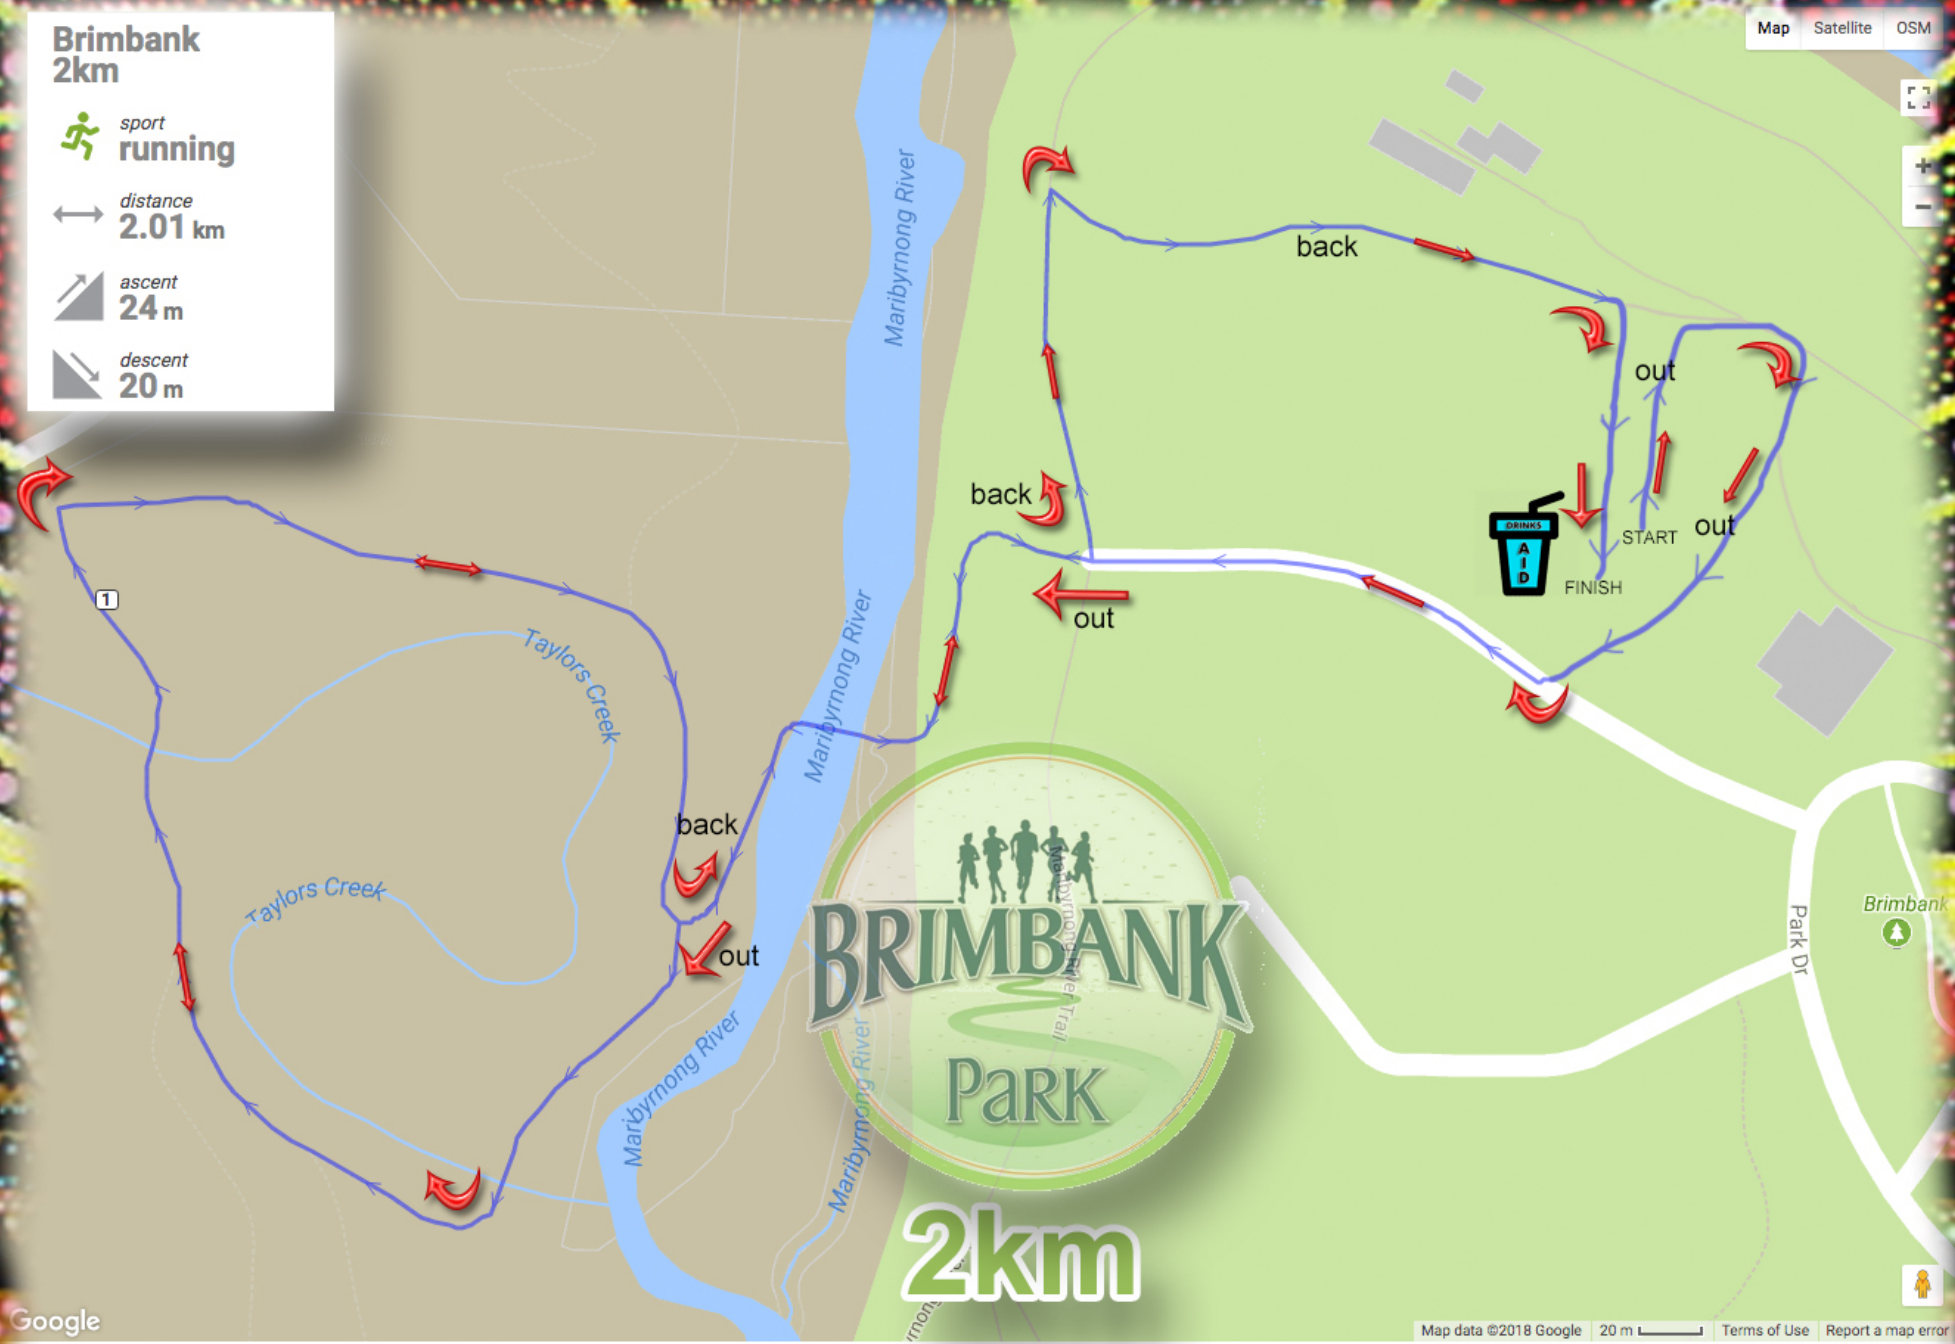 Brimbank
2km
sport
running
distance
2.01 km
ascent
24 m
descent
20 m
Map Satellite OSM
+
−
Maribyrnong River
back
out
back
out
START
out
DRINKS
AID
FINISH
out
1
Taylors Creek
Maribyrnong River
back
out
Taylors Creek
Maribyrnong River
Maribyrnong River
Maribyrnong River Trail
BRIMBANK
PARK
2km
Park Dr
Brimbank
Google
Map data ©2018 Google 20 m Terms of Use Report a map error